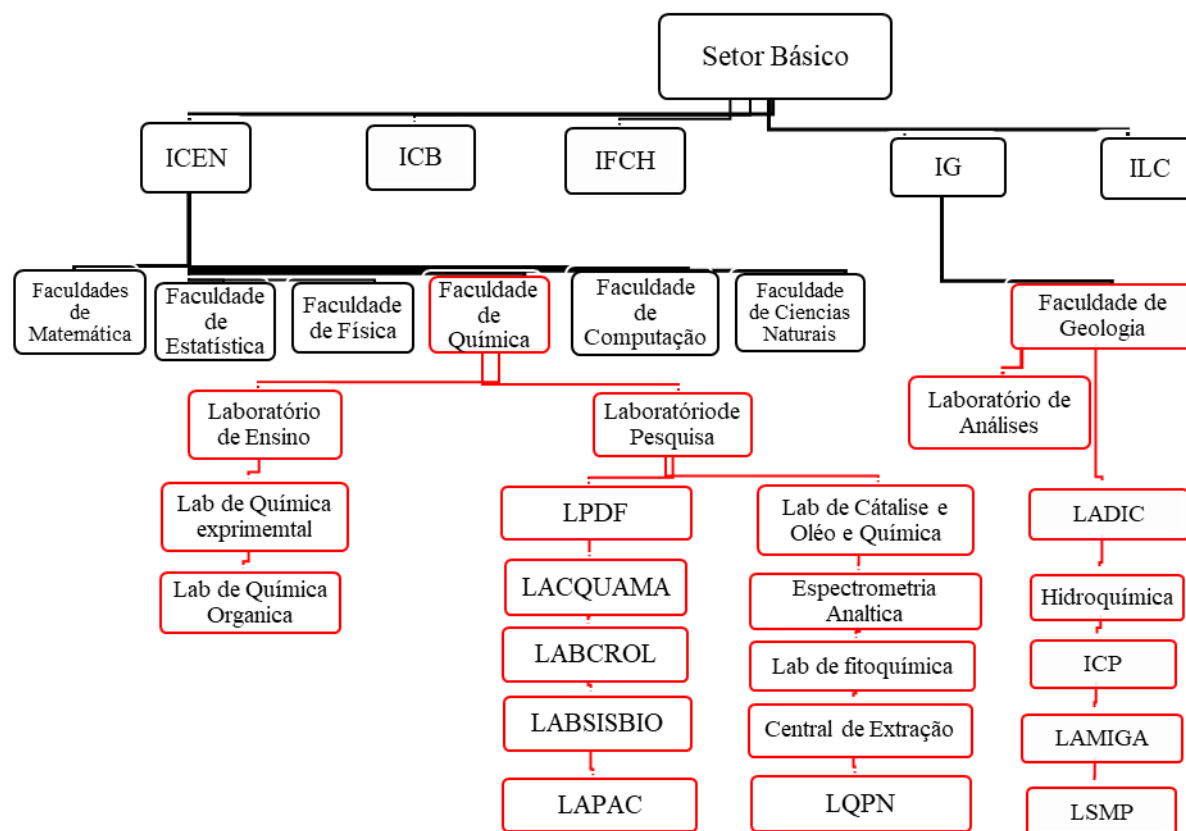 Setor Básico
ICEN
ICB
IFCH
IG
ILC
Faculdades
de
Matemática
Faculdade
de
Estatística
Faculdade
de Física
Faculdade
de
Química
Faculdade
de
Computação
Faculdade
de Ciencias
Naturais
Faculdade de
Geologia
Laboratório
de Ensino
Laboratóriode
Pesquisa
Laboratório de
Análises
Lab de Química
exprimemtal
Lab de Química
Organica
LPDF
LACQUAMA
LABCROL
LABSISBIO
LAPAC
Lab de Cátalise e
Oléo e Química
Espectrometria
Analtica
Lab de fitoquímica
Central de Extração
LQPN
LADIC
Hidroquímica
ICP
LAMIGA
LSMP